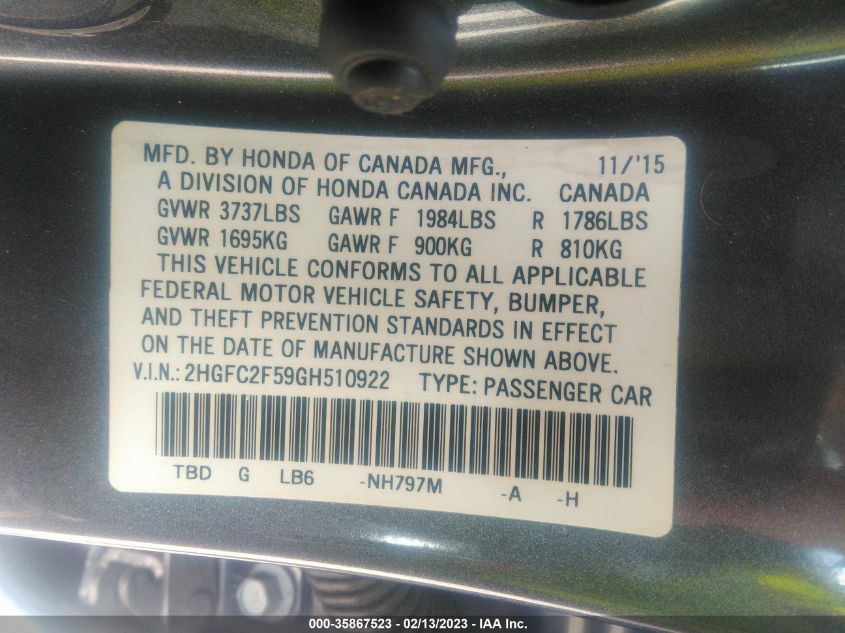 MFD. BY HONDA OF CANADA MFG., 11/'15
A DIVISION OF HONDA CANADA INC. CANADA
GVWR 3737LBS GAWR F 1984LBS R 1786LBS
GVWR 1695KG GAWR F 900KG R 810KG
THIS VEHICLE CONFORMS TO ALL APPLICABLE
FEDERAL MOTOR VEHICLE SAFETY, BUMPER,
AND THEFT PREVENTION STANDARDS IN EFFECT
ON THE DATE OF MANUFACTURE SHOWN ABOVE.
V.I.N.: 2HGFC2F59GH510922 TYPE: PASSENGER CAR
TBD G LB6 -NH797M -A -H
000-35867523 - 02/13/2023 - IAA Inc.